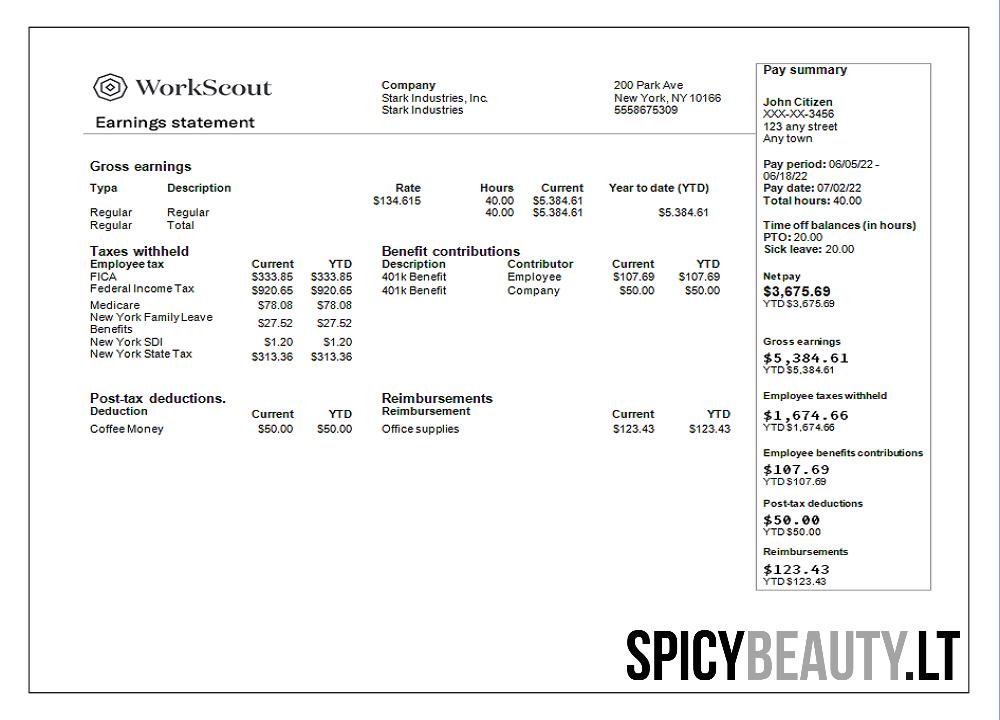 WorkScout
Earnings statement
Company
Stark Industries, Inc.
Stark Industries
200 Park Ave
New York, NY 10166
5558675309
Gross earnings
Typa Description Rate Hours Current Year to date (YTD)
$134.615 40.00 $5.384.61
Regular Regular 40.00 $5.384.61 $5.384.61
Regular Total
Taxes withheld
Employee tax Current YTD
FICA $333.85 $333.85
Federal Income Tax $920.65 $920.65
Medicare $78.08 $78.08
New York Family Leave
Benefits $27.52 $27.52
New York SDI $1.20 $1.20
New York State Tax $313.36 $313.36
Benefit contributions
Description Contributor Current YTD
401k Benefit Employee $107.69 $107.69
401k Benefit Company $50.00 $50.00
Post-tax deductions.
Deduction Current YTD
Coffee Money $50.00 $50.00
Reimbursements
Reimbursement Current YTD
Office supplies $123.43 $123.43
Pay summary
John Citizen
XXX-XX-3456
123 any street
Any town
Pay period: 06/05/22 -
06/18/22
Pay date: 07/02/22
Total hours: 40.00
Time off balances (in hours)
PTO: 20.00
Sick leave: 20.00
Net pay
$3,675.69
YTD $3,675.69
Gross earnings
$5,384.61
YTD $5,384.61
Employee taxes withheld
$1,674.66
YTD $1,674.66
Employee benefits contributions
$107.69
YTD $107.69
Post-tax deductions
$50.00
YTD $50.00
Reimbursements
$123.43
YTD $123.43
SPICYBEAUTY.LT